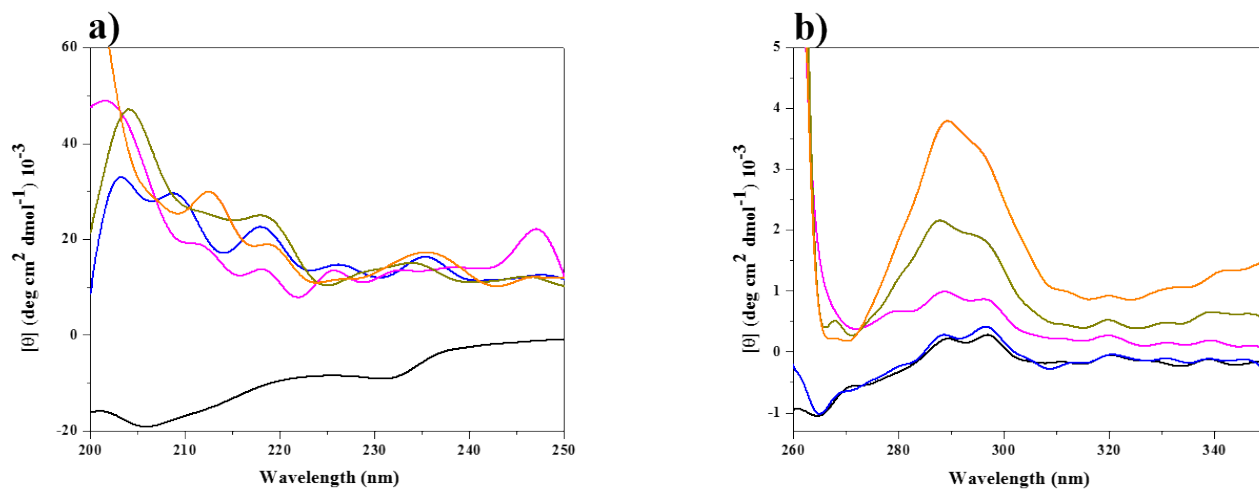 a)
60
40
20
0
-20
200 210 220 230 240 250
[θ] (deg cm² dmol⁻¹) 10⁻³
Wavelength (nm)
b)
5
4
3
2
1
0
-1
260 280 300 320 340
[θ] (deg cm² dmol⁻¹) 10⁻³
Wavelength (nm)